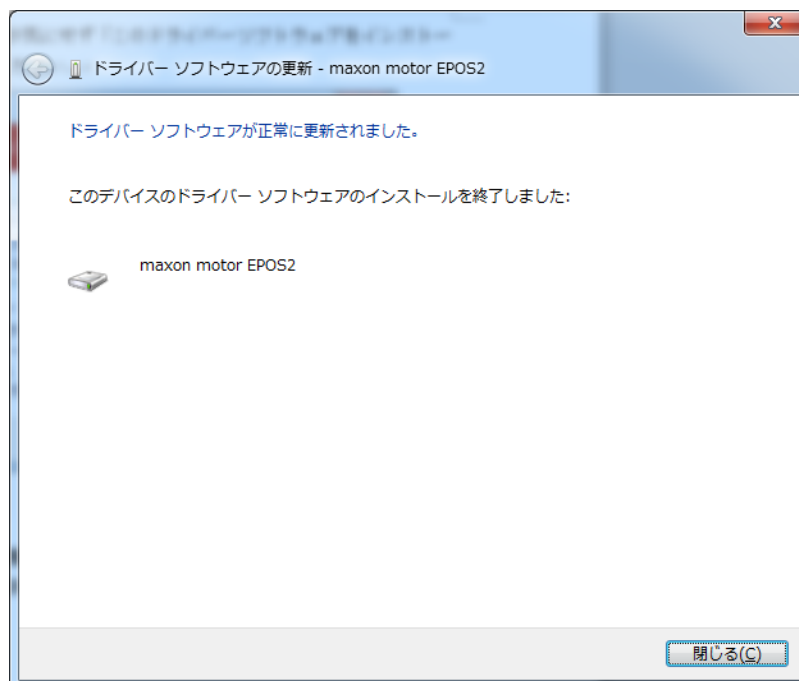 ドライバー ソフトウェアの更新 - maxon motor EPOS2
ドライバー ソフトウェアが正常に更新されました。
このデバイスのドライバー ソフトウェアのインストールを終了しました:
maxon motor EPOS2
閉じる(C)